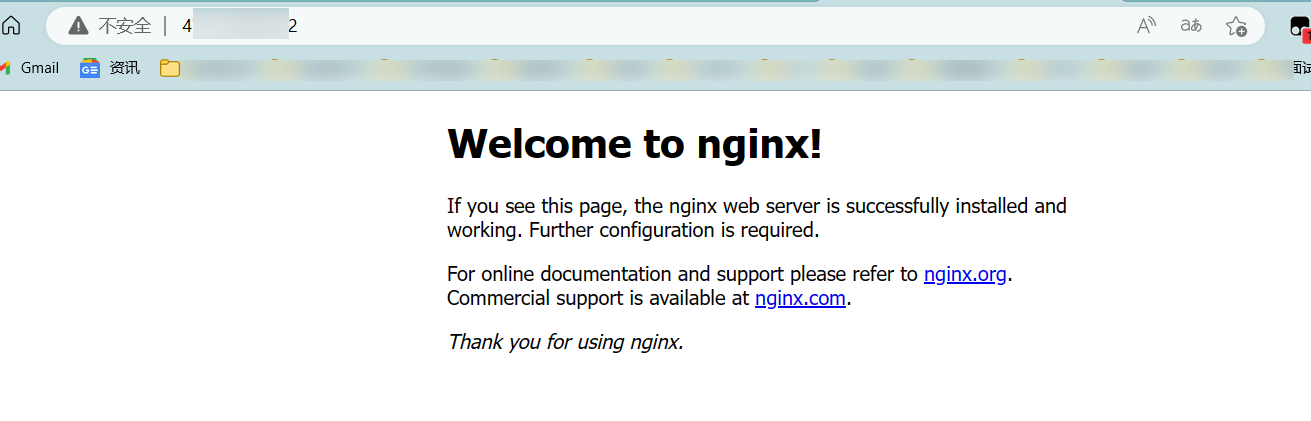 不安全 | 4 2
Gmail 资讯
Welcome to nginx!
If you see this page, the nginx web server is successfully installed and
working. Further configuration is required.
For online documentation and support please refer to nginx.org.
Commercial support is available at nginx.com.
Thank you for using nginx.